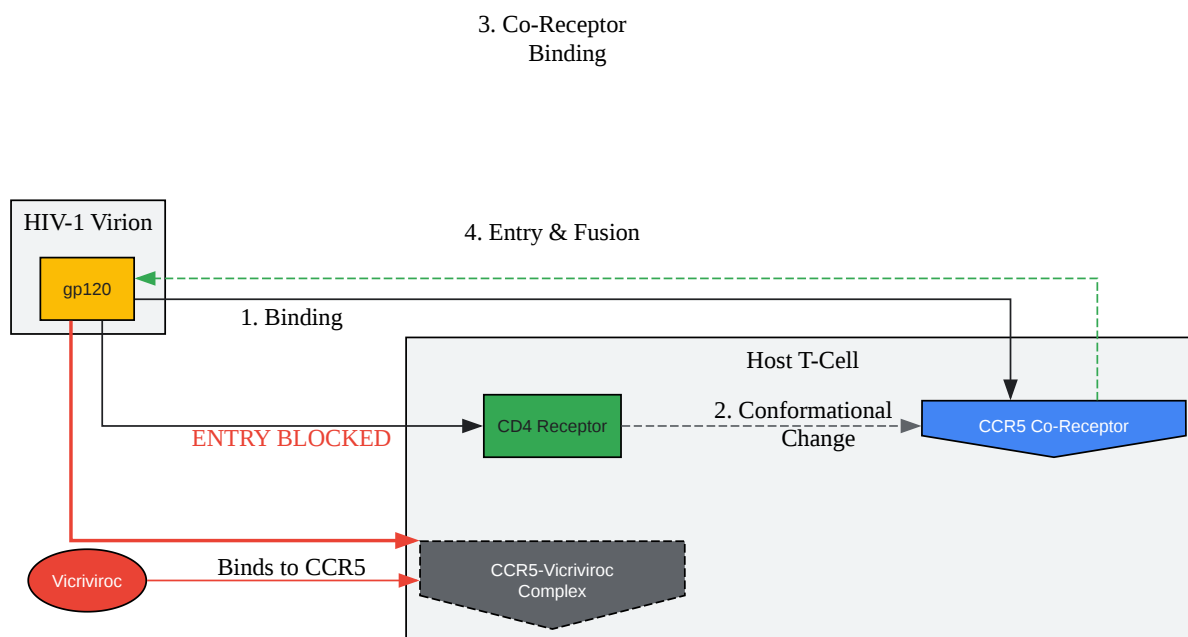 3. Co-Receptor
Binding
HIV-1 Virion
4. Entry & Fusion
gp120
1. Binding
Host T-Cell
2. Conformational
Change
CD4 Receptor
CCR5 Co-Receptor
ENTRY BLOCKED
Binds to CCR5
Vicriviroc
CCR5-Vicriviroc
Complex